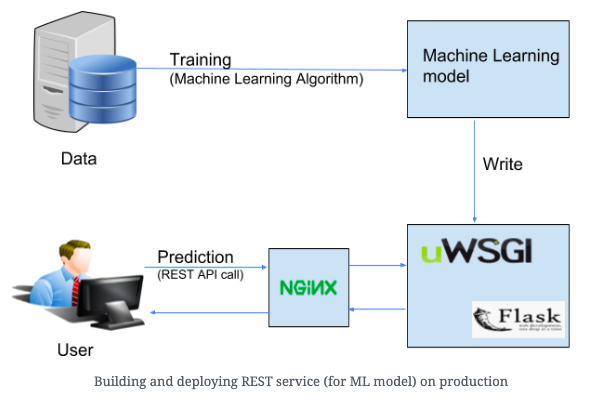 Training
(Machine Learning Algorithm)
Machine Learning
model
Data
Write
Prediction
(REST API call)
NGiNX
uWSGI
Flask
web development,
one drop at a time
User
Building and deploying REST service (for ML model) on production